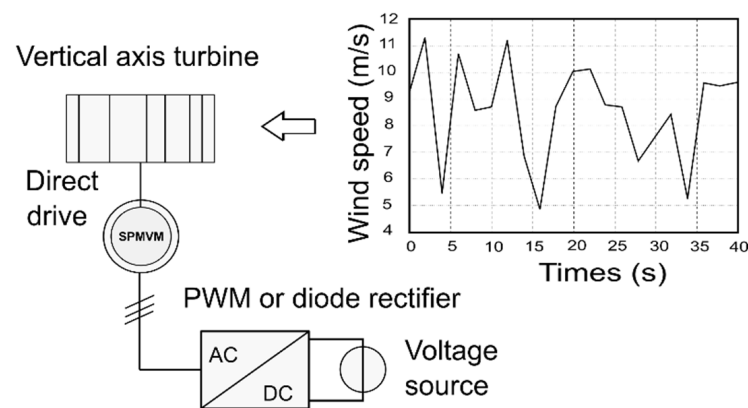 Vertical axis turbine
Direct
drive
SPMVM
PWM or diode rectifier
AC
DC
Voltage
source
Wind speed (m/s)
12
11
10
9
8
7
6
5
4
0 5 10 15 20 25 30 35 40
Times (s)